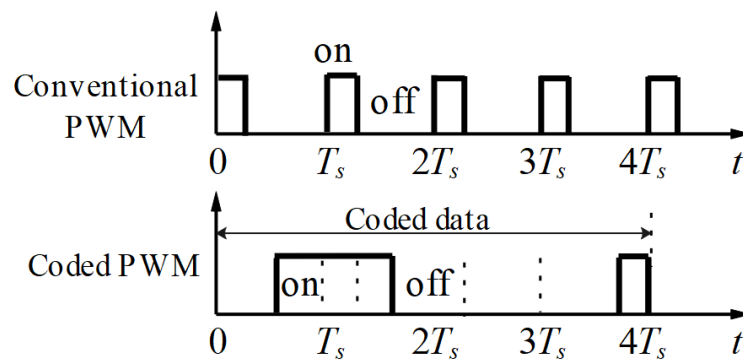 on
Conventional
PWM
off
0 Tₛ 2Tₛ 3Tₛ 4Tₛ t
Coded data
Coded PWM
on off
0 Tₛ 2Tₛ 3Tₛ 4Tₛ t